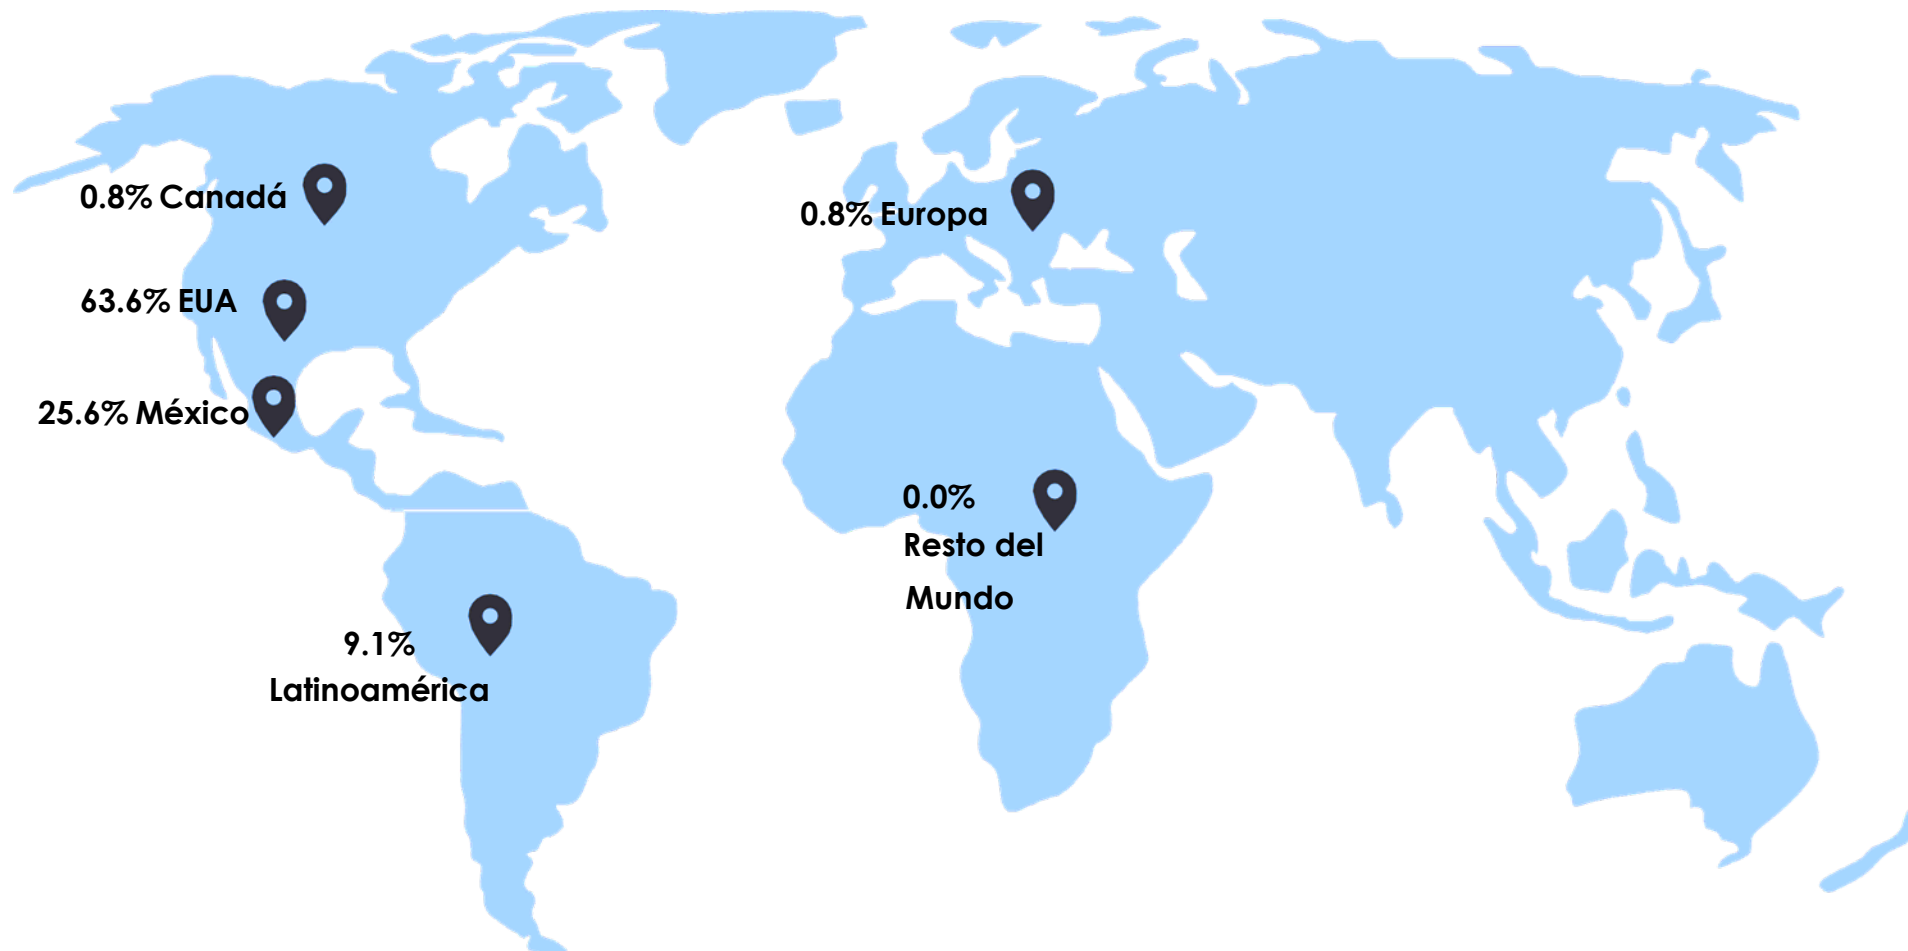 0.8% Canadá
0.8% Europa
63.6% EUA
25.6% México
0.0%
Resto del
Mundo
9.1%
Latinoamérica